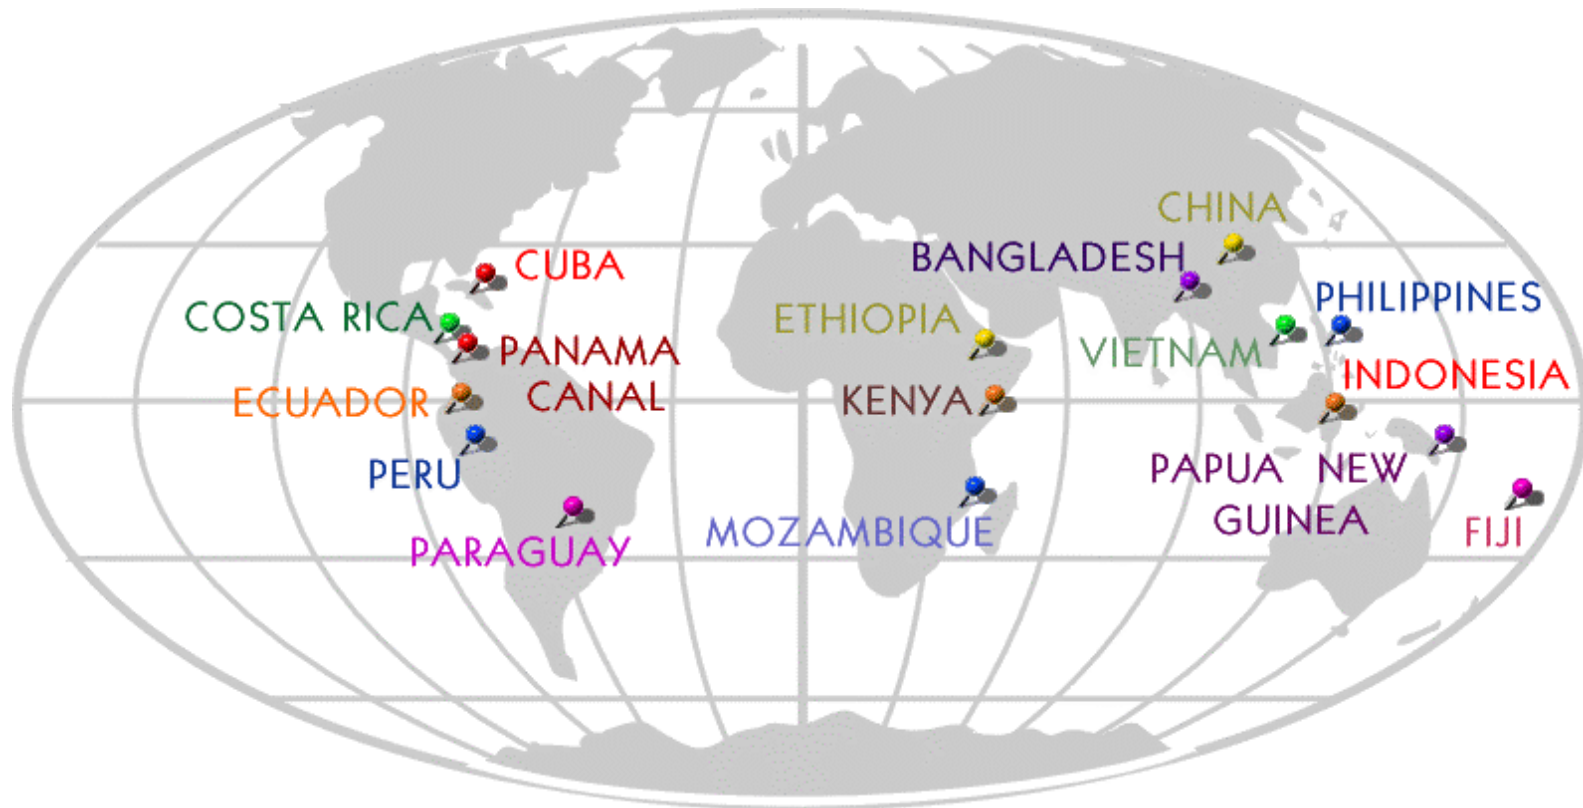 CHINA
CUBA
BANGLADESH
COSTA RICA
ETHIOPIA
PHILIPPINES
PANAMA
CANAL
VIETNAM
INDONESIA
ECUADOR
KENYA
PERU
PAPUA NEW
GUINEA
MOZAMBIQUE
FIJI
PARAGUAY